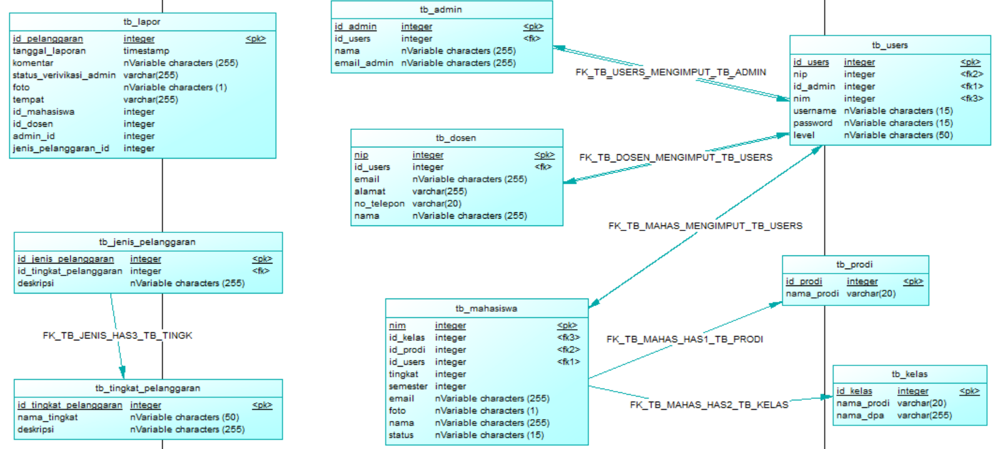 tb_lapor
id_pelanggaran integer <pk>
tanggal_laporan timestamp
komentar nVariable characters (255)
status_verivikasi_admin varchar(255)
foto nVariable characters (1)
tempat varchar(255)
id_mahasiswa integer
id_dosen integer
admin_id integer
jenis_pelanggaran_id integer
tb_admin
id_admin integer <pk>
id_users integer <fk>
nama nVariable characters (255)
email_admin nVariable characters (255)
FK_TB_USERS_MENGIMPUT_TB_ADMIN
tb_users
id_users integer <pk>
nip integer <fk2>
id_admin integer <fk1>
nim integer <fk3>
username nVariable characters (15)
password nVariable characters (15)
level nVariable characters (50)
tb_dosen
nip integer <pk>
id_users integer <fk>
email nVariable characters (255)
alamat varchar(255)
no_telepon varchar(20)
nama nVariable characters (255)
FK_TB_DOSEN_MENGIMPUT_TB_USERS
FK_TB_MAHAS_MENGIMPUT_TB_USERS
tb_jenis_pelanggaran
id_jenis_pelanggaran integer <pk>
id_tingkat_pelanggaran integer <fk>
deskripsi nVariable characters (255)
FK_TB_JENIS_HAS3_TB_TINGK
tb_tingkat_pelanggaran
id_tingkat_pelanggaran integer <pk>
nama_tingkat nVariable characters (50)
deskripsi nVariable characters (255)
tb_mahasiswa
nim integer <pk>
id_kelas integer <fk3>
id_prodi integer <fk2>
id_users integer <fk1>
tingkat integer
semester integer
email nVariable characters (255)
foto nVariable characters (1)
nama nVariable characters (255)
status nVariable characters (15)
tb_prodi
id_prodi integer <pk>
nama_prodi varchar(20)
FK_TB_MAHAS_HAS1_TB_PRODI
FK_TB_MAHAS_HAS2_TB_KELAS
tb_kelas
id_kelas integer <pk>
nama_prodi varchar(20)
nama_dpa varchar(255)